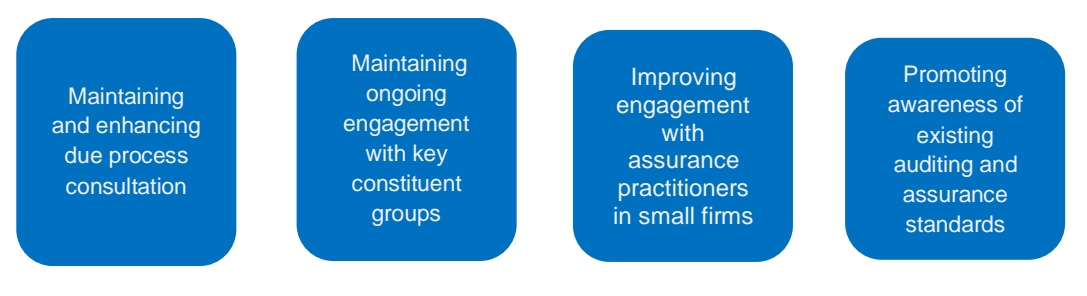 Maintaining
and enhancing
due process
consultation
Maintaining
ongoing
engagement
with key
constituent
groups
Improving
engagement
with
assurance
practitioners
in small firms
Promoting
awareness of
existing
auditing and
assurance
standards